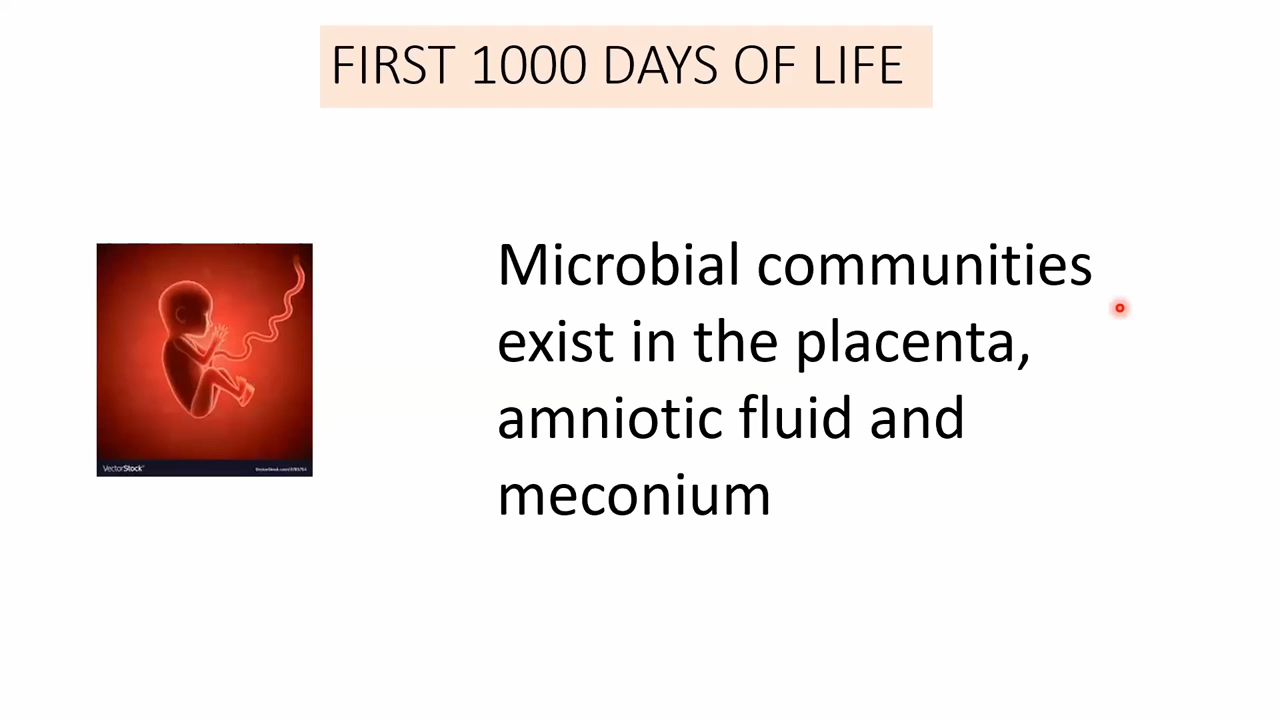 FIRST 1000 DAYS OF LIFE
Microbial communities
exist in the placenta,
amniotic fluid and
meconium
VectorStock